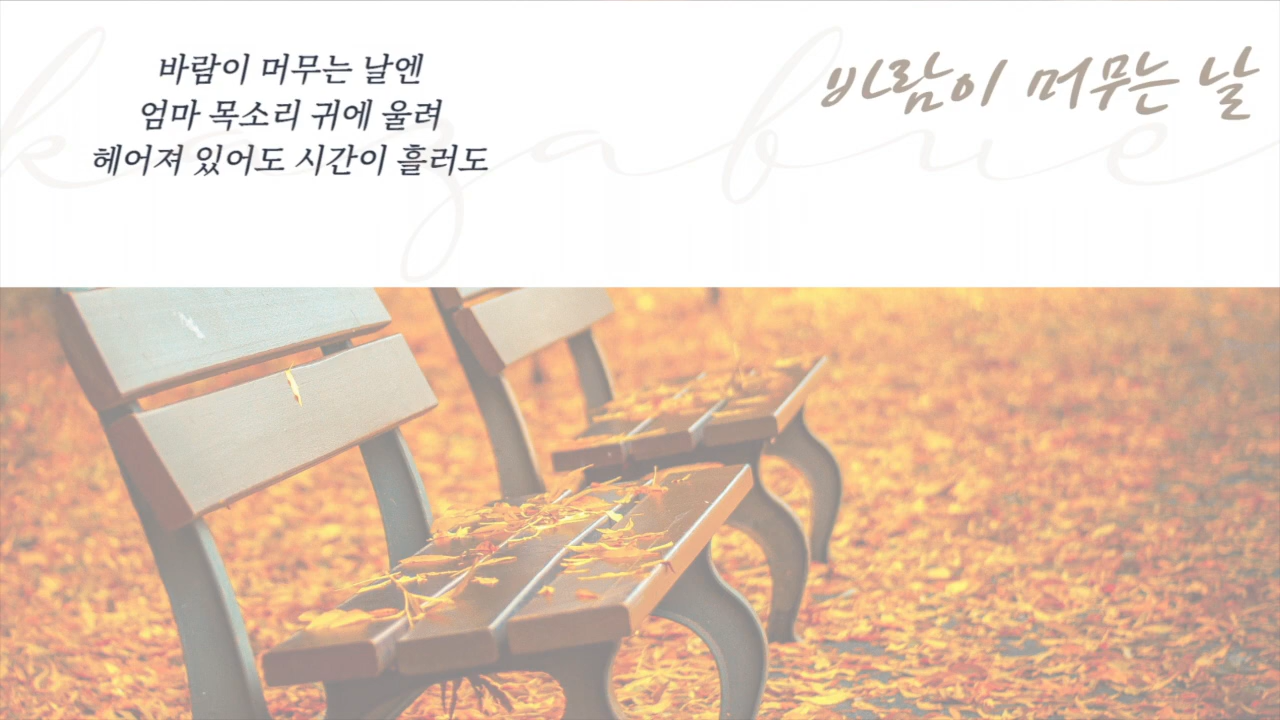 바람이 머무는 날엔
엄마 목소리 귀에 울려
헤어져 있어도 시간이 흘러도
바람이 머무는 날
kazabue